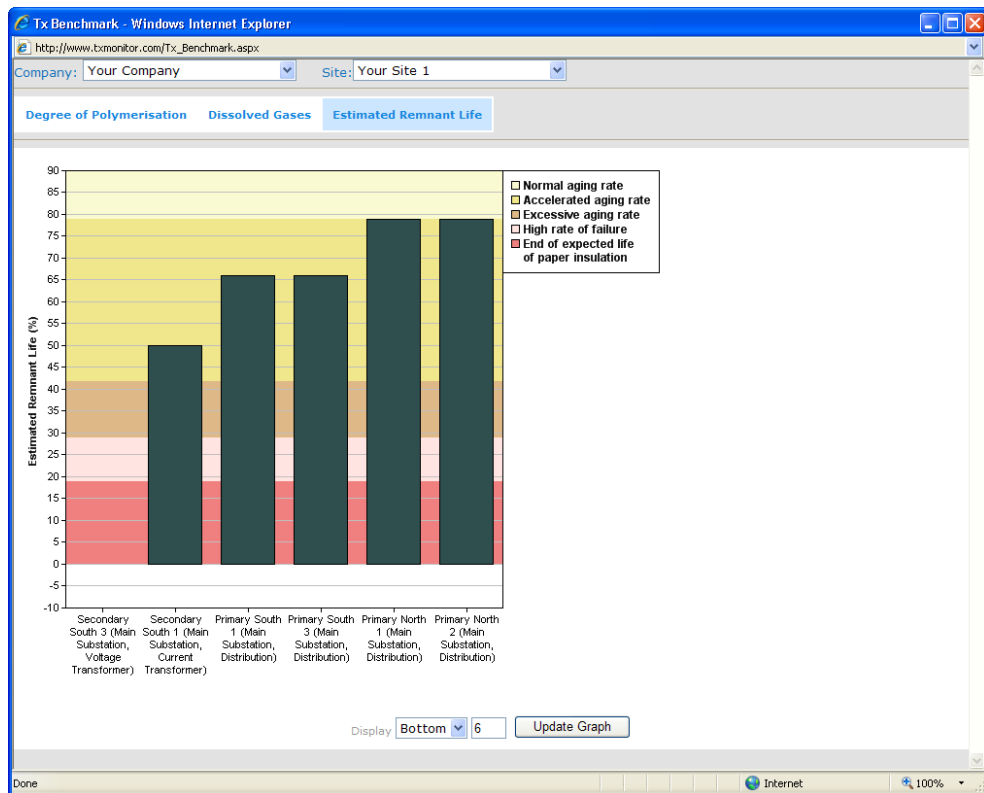 Tx Benchmark - Windows Internet Explorer
http://www.txmonitor.com/Tx_Benchmark.aspx
Company: Your Company Site: Your Site 1
Degree of Polymerisation Dissolved Gases Estimated Remnant Life
Normal aging rate
Accelerated aging rate
Excessive aging rate
High rate of failure
End of expected life
of paper insulation
Estimated Remnant Life (%)
90
85
80
75
70
65
60
55
50
45
40
35
30
25
20
15
10
5
0
-5
-10
Secondary
South 3 (Main
Substation,
Voltage
Transformer)
Secondary
South 1 (Main
Substation,
Current
Transformer)
Primary South
1 (Main
Substation,
Distribution)
Primary South
3 (Main
Substation,
Distribution)
Primary North
1 (Main
Substation,
Distribution)
Primary North
2 (Main
Substation,
Distribution)
Display Bottom 6 Update Graph
Done Internet 100%